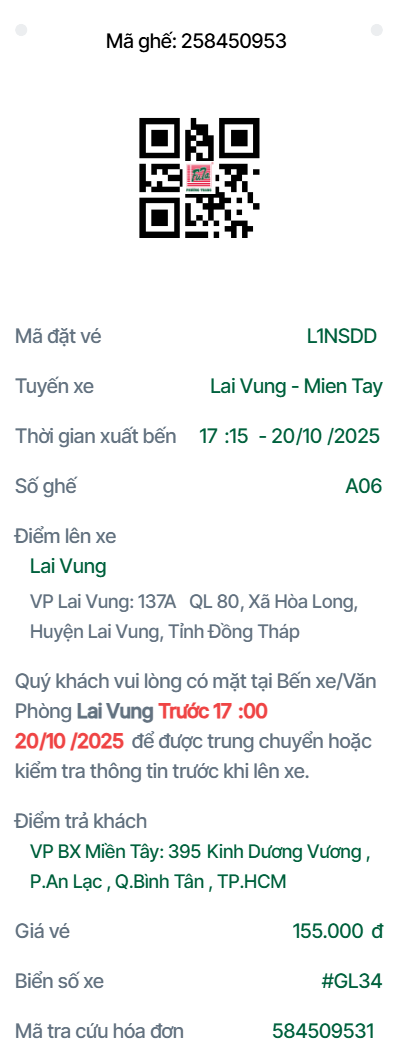 Mã ghế: 258450953
PHUONG TRANG
Mã đặt vé L1NSDD
Tuyến xe Lai Vung - Mien Tay
Thời gian xuất bến 17 :15 - 20/10 /2025
Số ghế A06
Điểm lên xe
Lai Vung
VP Lai Vung: 137A QL 80, Xã Hòa Long,
Huyện Lai Vung, Tỉnh Đồng Tháp
Quý khách vui lòng có mặt tại Bến xe/Văn
Phòng Lai Vung Trước 17 :00
20/10 /2025 để được trung chuyển hoặc
kiểm tra thông tin trước khi lên xe.
Điểm trả khách
VP BX Miền Tây: 395 Kinh Dương Vương ,
P.An Lạc , Q.Bình Tân , TP.HCM
Giá vé 155.000 đ
Biển số xe #GL34
Mã tra cứu hóa đơn 584509531